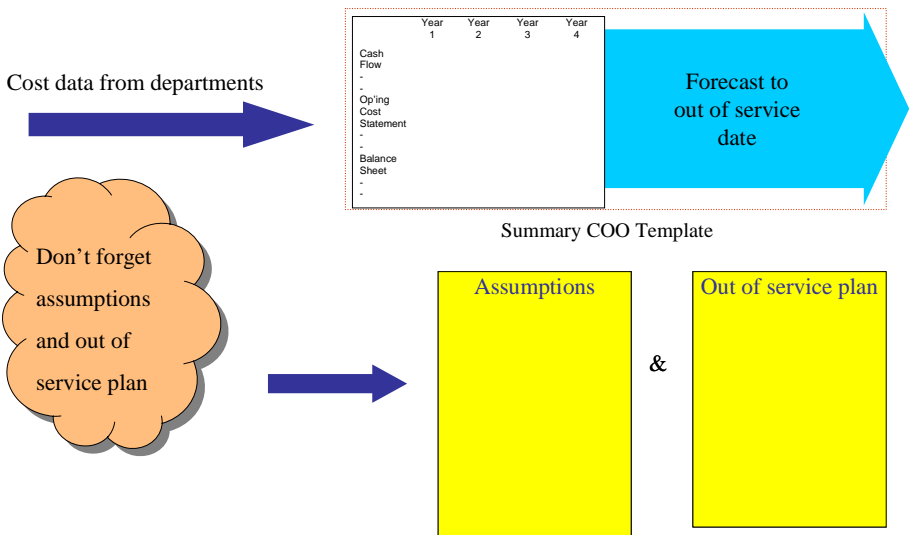 Year Year Year Year
1 2 3 4
Cash
Flow
-
-
Op'ing
Cost
Statement
-
-
Balance
Sheet
-
-
Cost data from departments
Forecast to
out of service
date
Summary COO Template
Don't forget
assumptions
and out of
service plan
Assumptions
&
Out of service plan